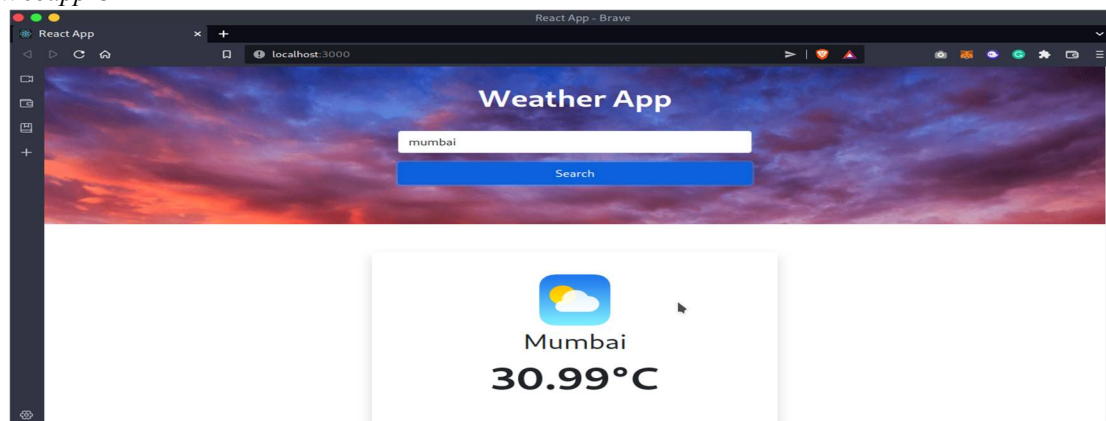 React App – Brave
React App
localhost:3000
Weather App
mumbai
Search
Mumbai
30.99°C